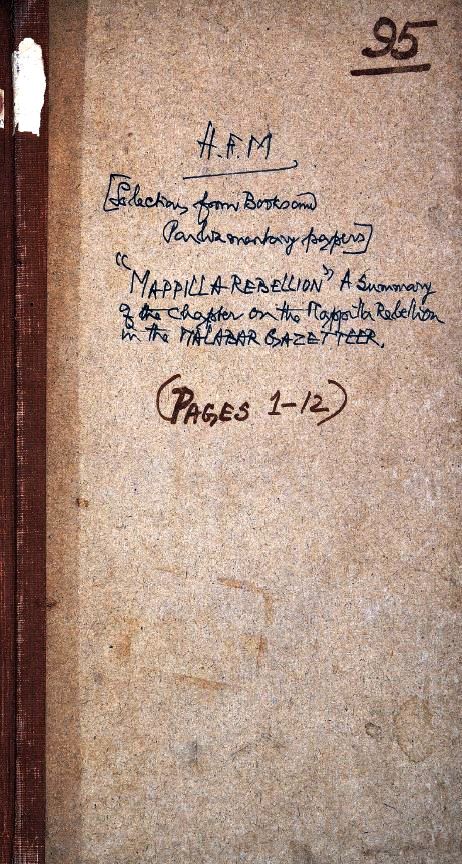 95
H.F.M
[Selections from Books and
Parliamentary papers]
"MAPPILLA REBELLION" A Summary
of the Chapter on the Mappilla Rebellion
in the MALABAR GAZETTEER.
(PAGES 1-12)